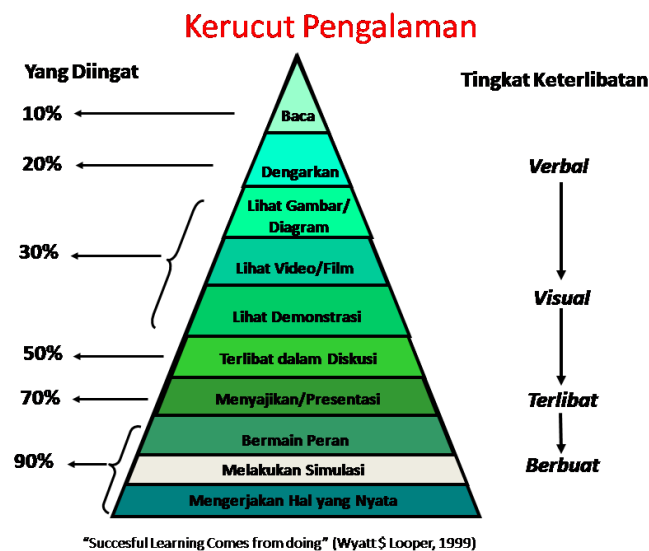 Kerucut Pengalaman
Yang Diingat
Tingkat Keterlibatan
10%
Baca
20%
Dengarkan
Verbal
Lihat Gambar/
Diagram
30%
Lihat Video/Film
Visual
Lihat Demonstrasi
50%
Terlibat dalam Diskusi
70%
Menyajikan/Presentasi
Terlibat
Bermain Peran
90%
Melakukan Simulasi
Berbuat
Mengerjakan Hal yang Nyata
“Succesful Learning Comes from doing” (Wyatt $ Looper, 1999)